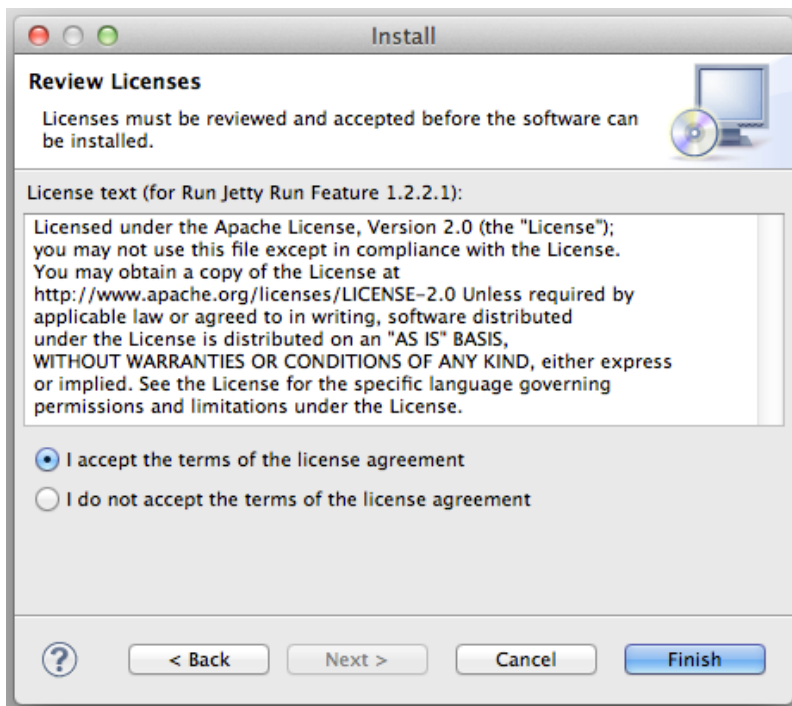 Install
Review Licenses
Licenses must be reviewed and accepted before the software can
be installed.
License text (for Run Jetty Run Feature 1.2.2.1):
Licensed under the Apache License, Version 2.0 (the "License");
you may not use this file except in compliance with the License.
You may obtain a copy of the License at
http://www.apache.org/licenses/LICENSE-2.0 Unless required by
applicable law or agreed to in writing, software distributed
under the License is distributed on an "AS IS" BASIS,
WITHOUT WARRANTIES OR CONDITIONS OF ANY KIND, either express
or implied. See the License for the specific language governing
permissions and limitations under the License.
I accept the terms of the license agreement
I do not accept the terms of the license agreement
? < Back Next > Cancel Finish